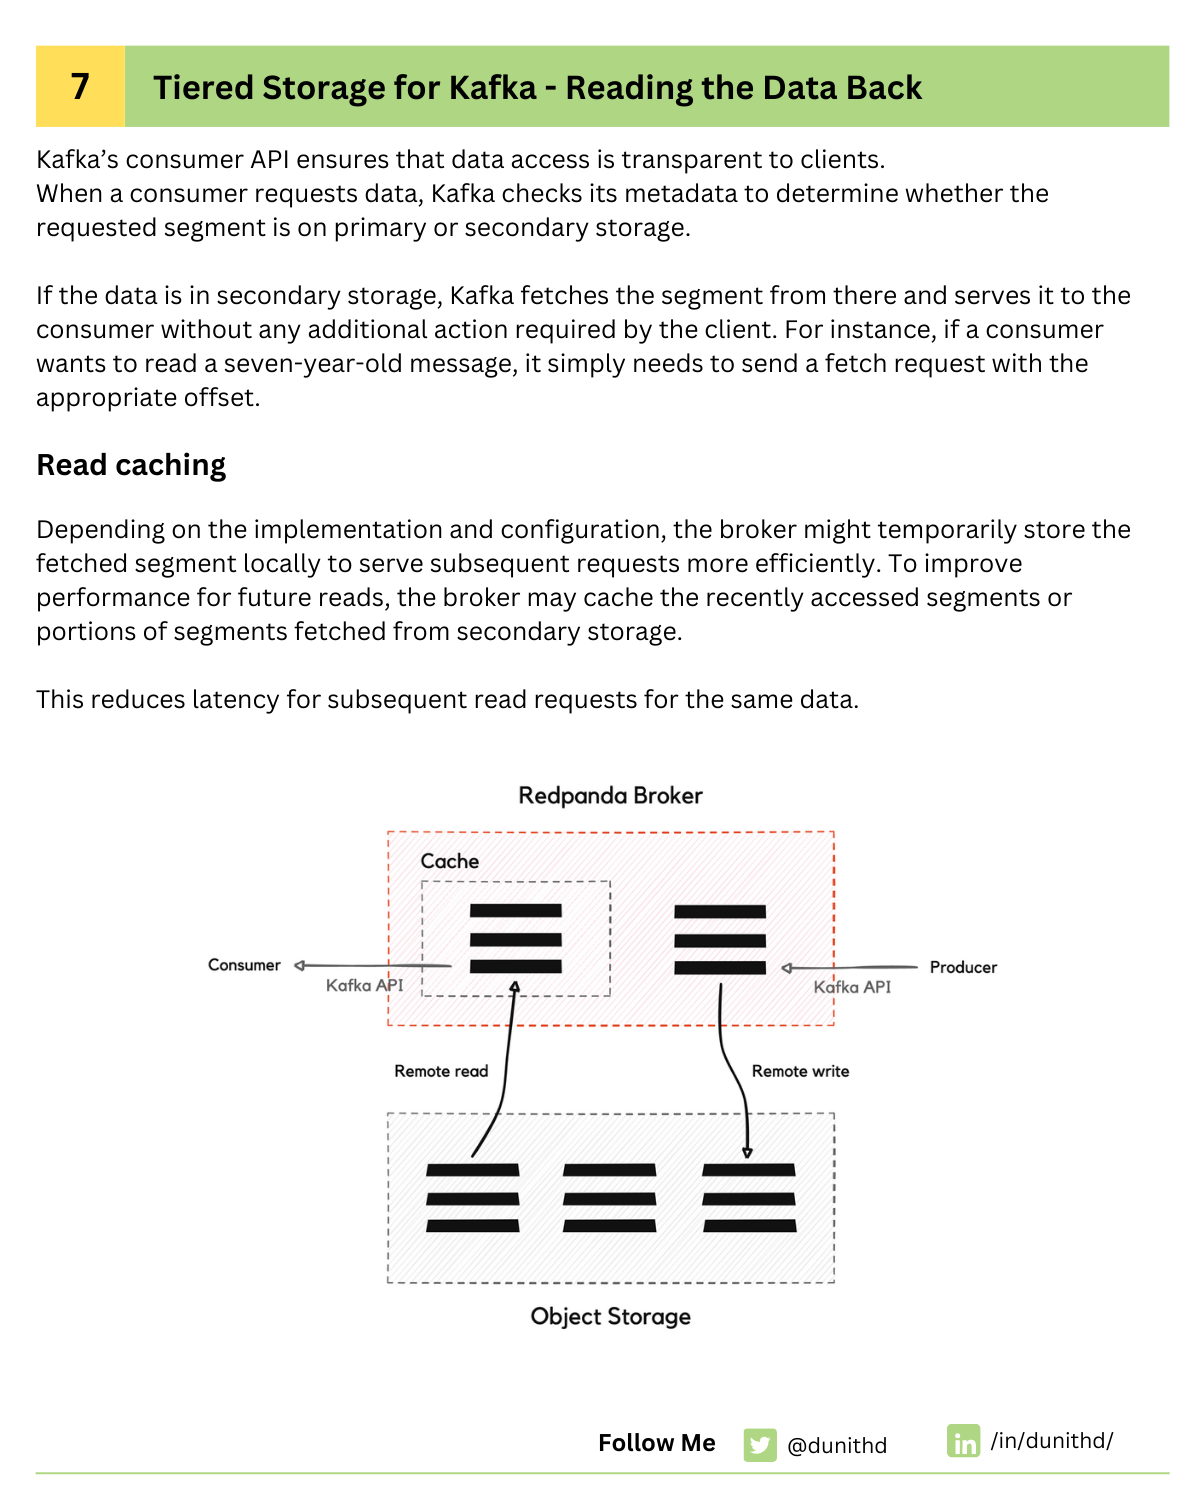 7
Tiered Storage for Kafka - Reading the Data Back
Kafka’s consumer API ensures that data access is transparent to clients.
When a consumer requests data, Kafka checks its metadata to determine whether the
requested segment is on primary or secondary storage.
If the data is in secondary storage, Kafka fetches the segment from there and serves it to the
consumer without any additional action required by the client. For instance, if a consumer
wants to read a seven-year-old message, it simply needs to send a fetch request with the
appropriate offset.
Read caching
Depending on the implementation and configuration, the broker might temporarily store the
fetched segment locally to serve subsequent requests more efficiently. To improve
performance for future reads, the broker may cache the recently accessed segments or
portions of segments fetched from secondary storage.
This reduces latency for subsequent read requests for the same data.
Redpanda Broker
Cache
Consumer
Kafka API
Producer
Kafka API
Remote read
Remote write
Object Storage
Follow Me
@dunithd
in
/in/dunithd/